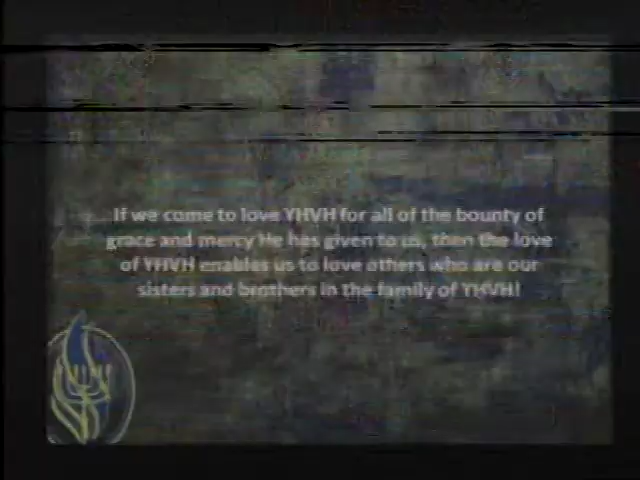 If we come to love YHVH for all of the bounty of
grace and mercy He has given to us, then the love
of YHVH enables us to love others who are our
sisters and brothers in the family of YHVH!